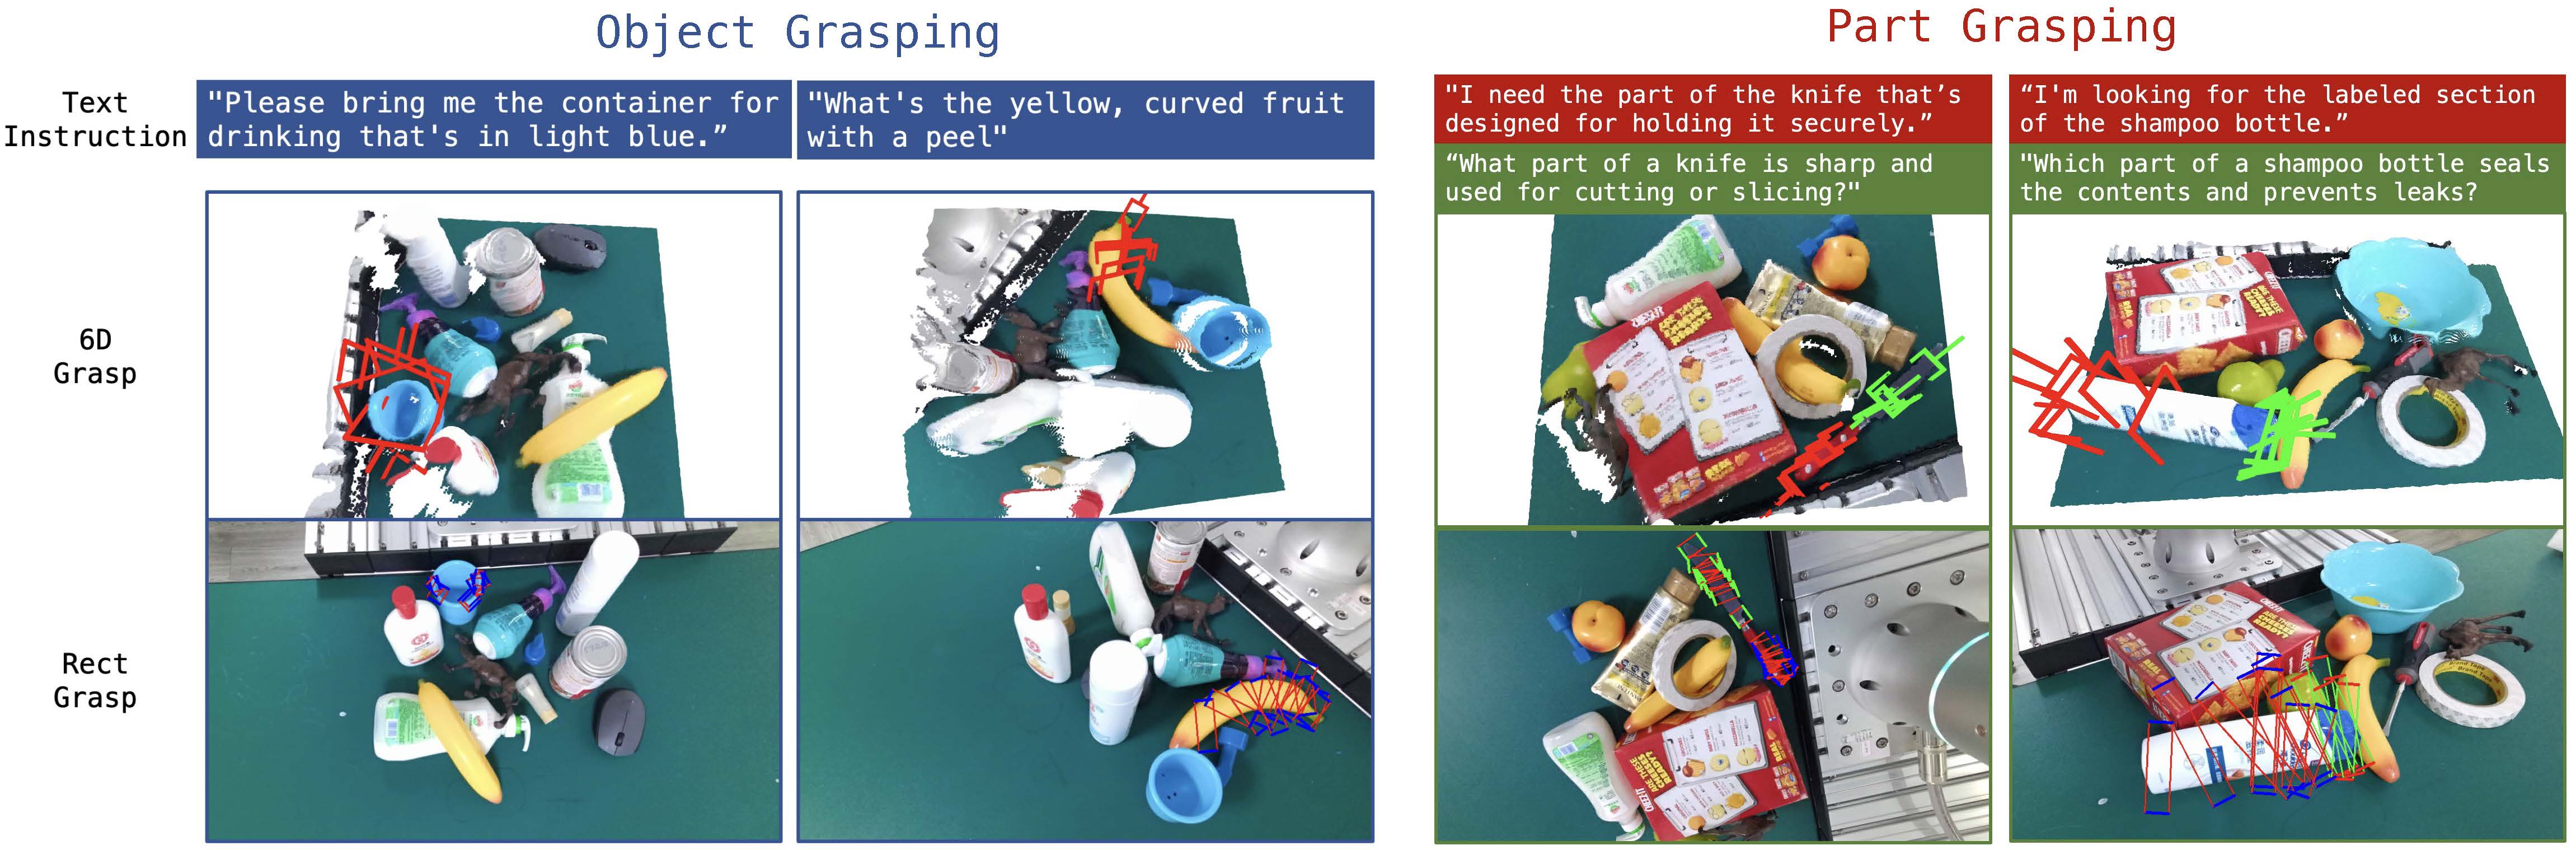 Object Grasping
Part Grasping
Text
Instruction
"Please bring me the container for
drinking that's in light blue.”
"What's the yellow, curved fruit
with a peel"
"I need the part of the knife that’s
designed for holding it securely.”
“What part of a knife is sharp and
used for cutting or slicing?"
“I'm looking for the labeled section
of the shampoo bottle.”
"Which part of a shampoo bottle seals
the contents and prevents leaks?
6D
Grasp
Rect
Grasp